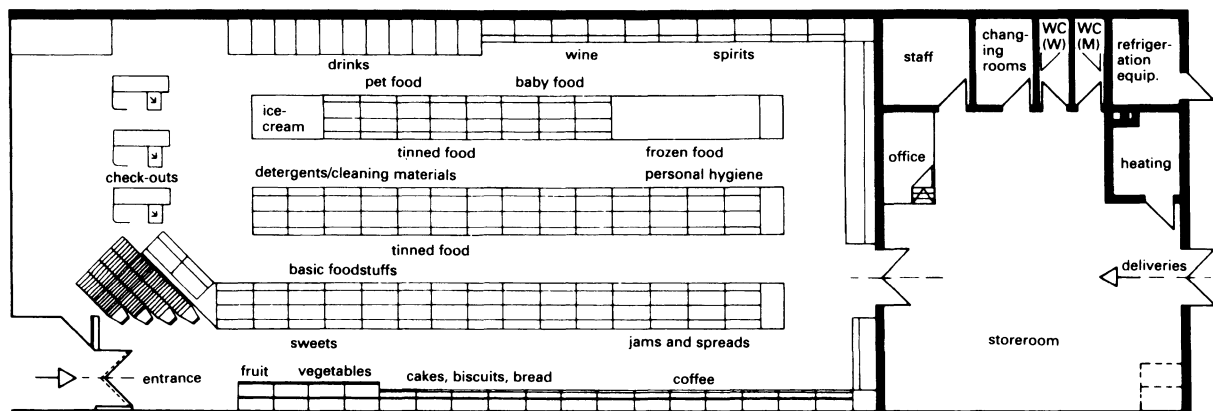 drinks
wine
spirits
pet food
baby food
ice-
cream
tinned food
frozen food
check-outs
detergents/cleaning materials
personal hygiene
tinned food
basic foodstuffs
sweets
jams and spreads
entrance
fruit
vegetables
cakes, biscuits, bread
coffee
staff
chang-
ing
rooms
WC
(W)
WC
(M)
refriger-
ation
equip.
office
heating
deliveries
storeroom